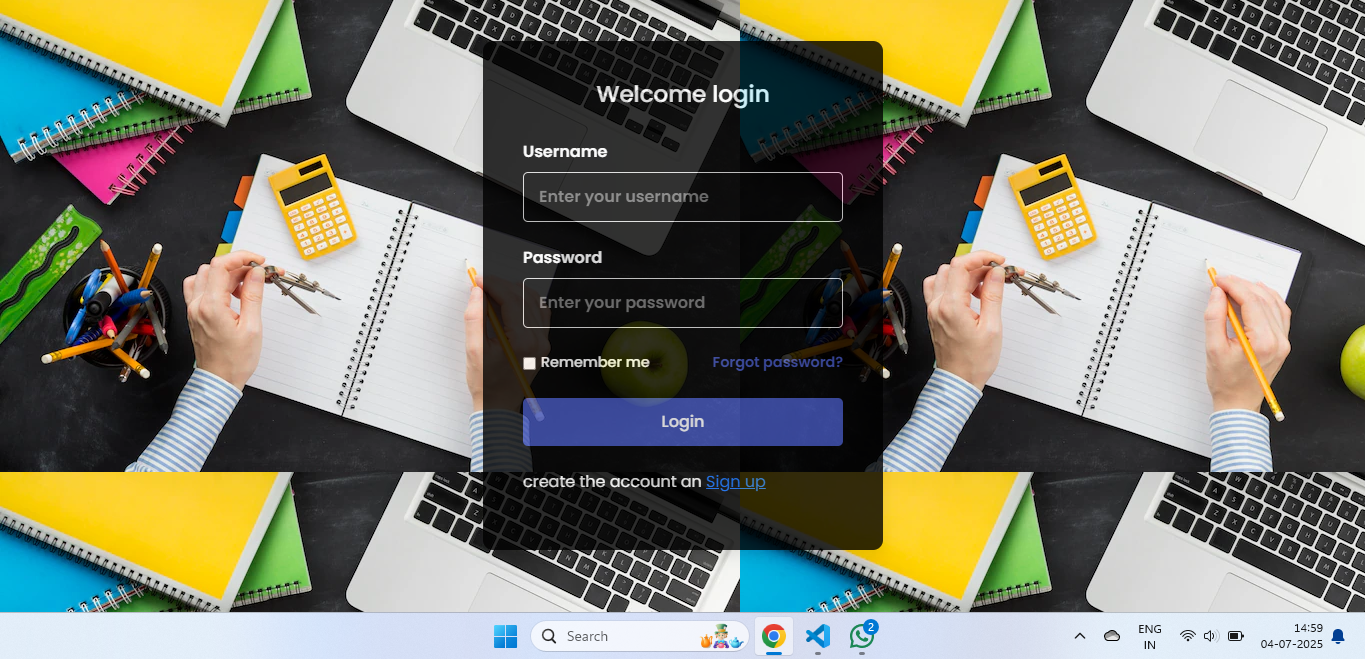 Welcome login
Username
Enter your username
Password
Enter your password
Remember me Forgot password?
Login
create the account an Sign up
Search
2
ENG
IN
14:59
04-07-2025